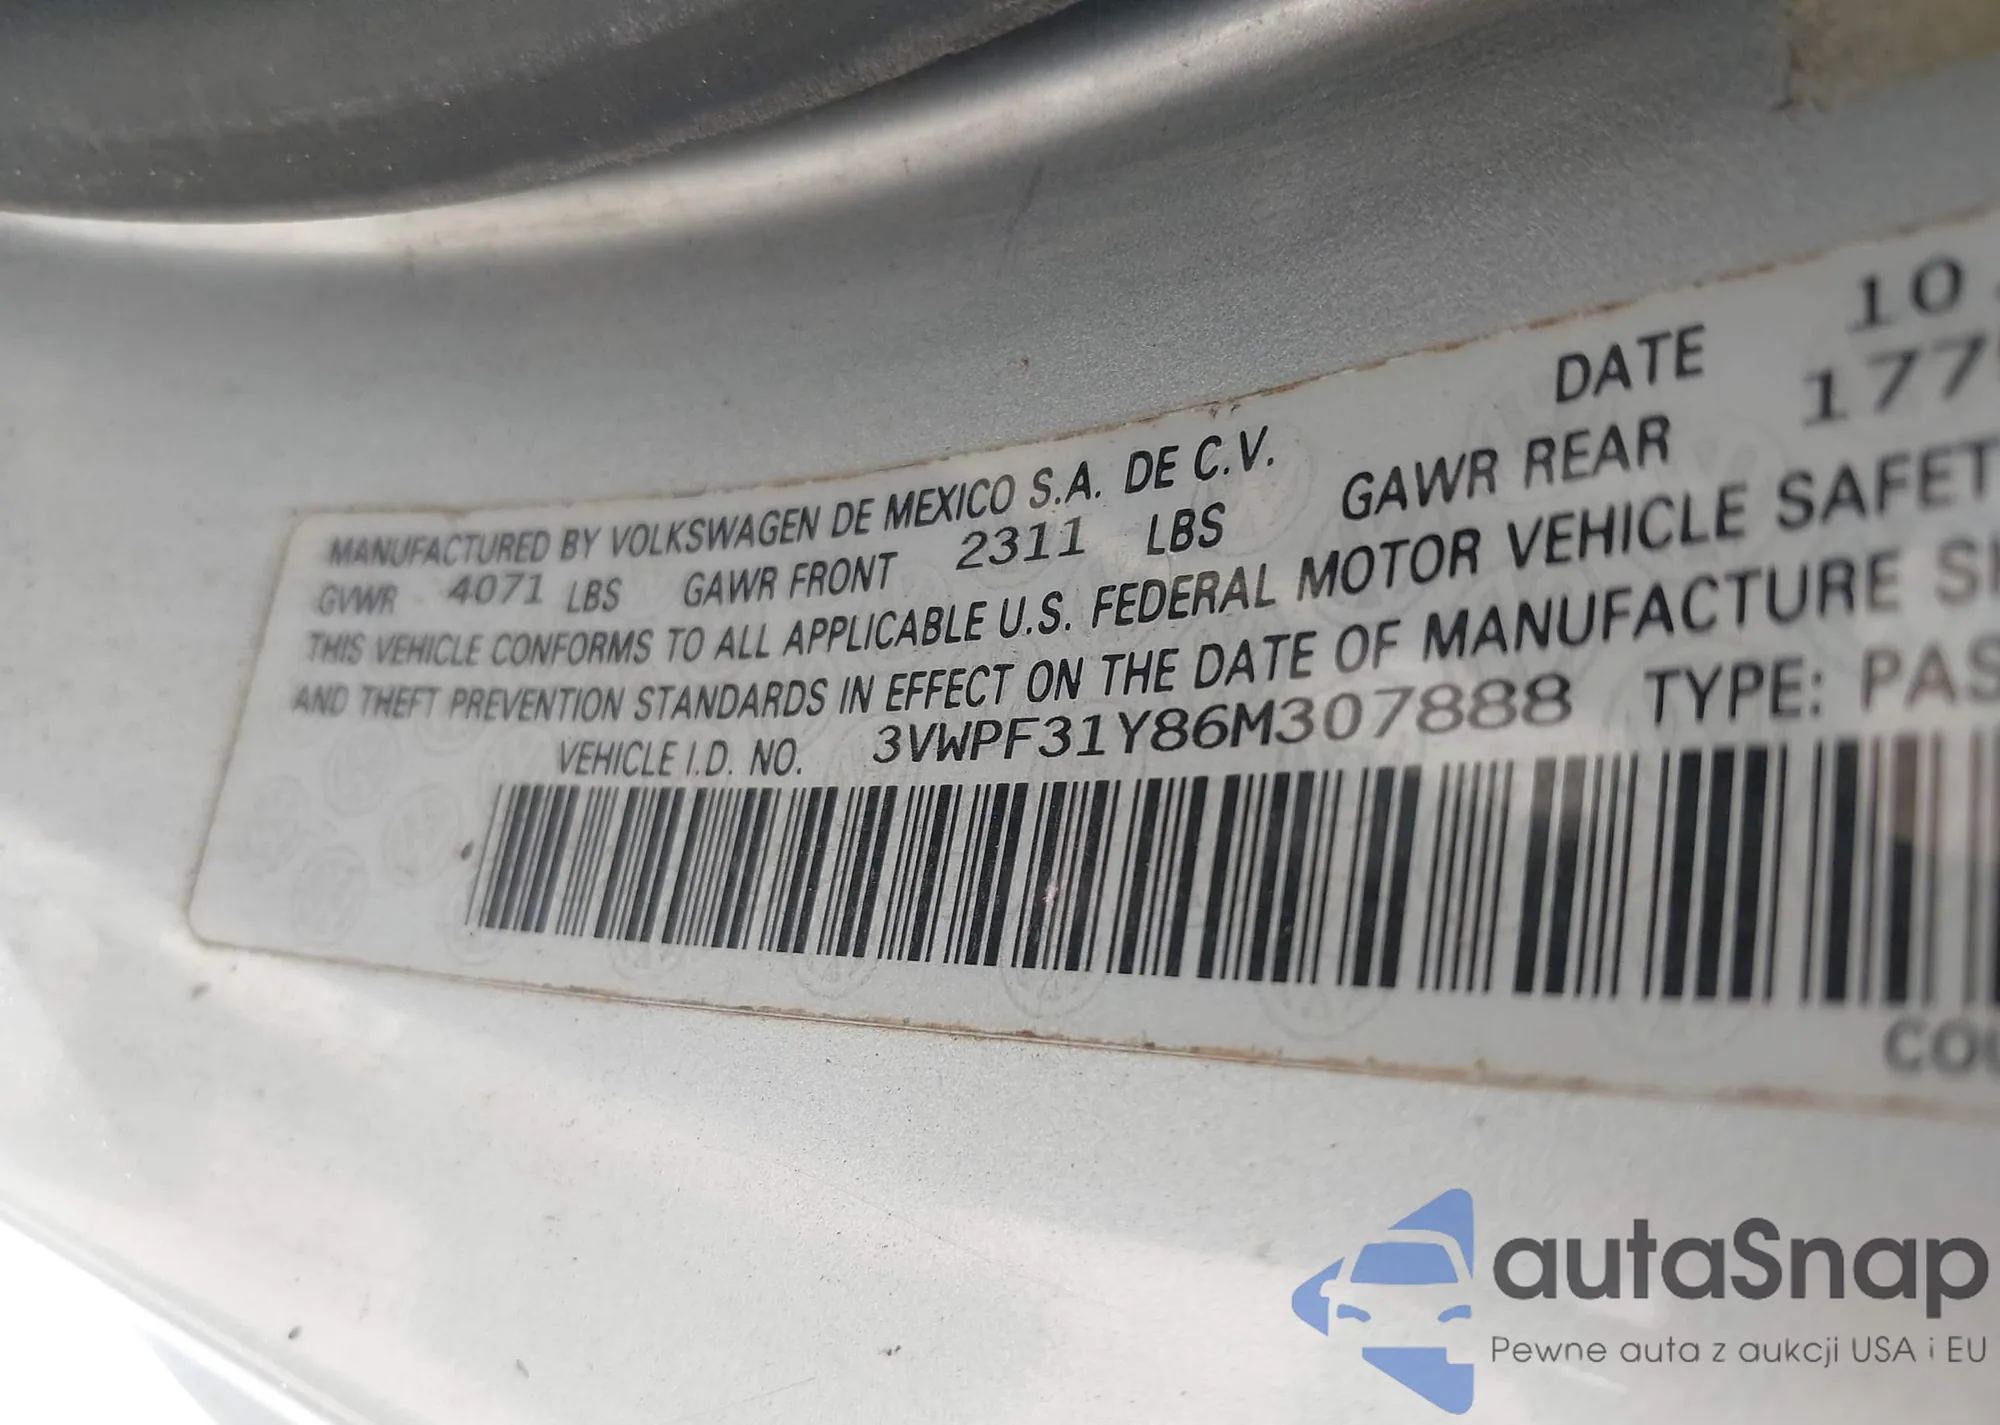 DATE 10
MANUFACTURED BY VOLKSWAGEN DE MEXICO S.A. DE C.V.
GVWR 4071 LBS GAWR FRONT 2311 LBS GAWR REAR 177
THIS VEHICLE CONFORMS TO ALL APPLICABLE U.S. FEDERAL MOTOR VEHICLE SAFET
AND THEFT PREVENTION STANDARDS IN EFFECT ON THE DATE OF MANUFACTURE S
VEHICLE I.D. NO. 3VWPF31Y86M307888 TYPE: PAS
COU
autaSnap
Pewne auta z aukcji USA i EU